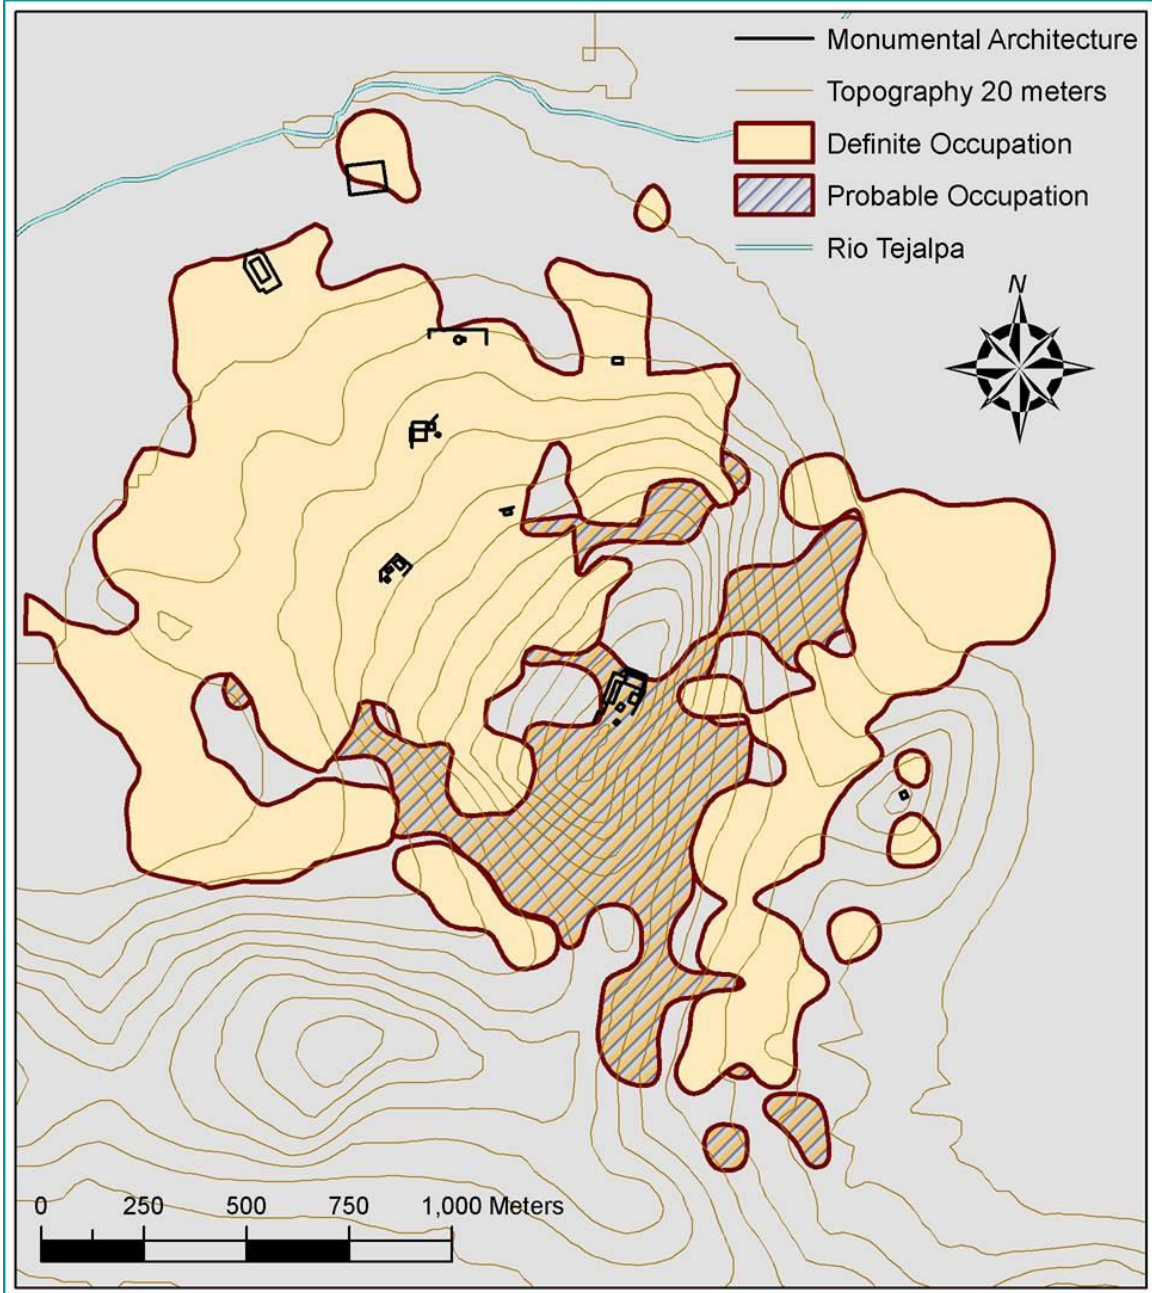 Monumental Architecture
Topography 20 meters
Definite Occupation
Probable Occupation
Rio Tejalpa
N
0 250 500 750 1,000 Meters